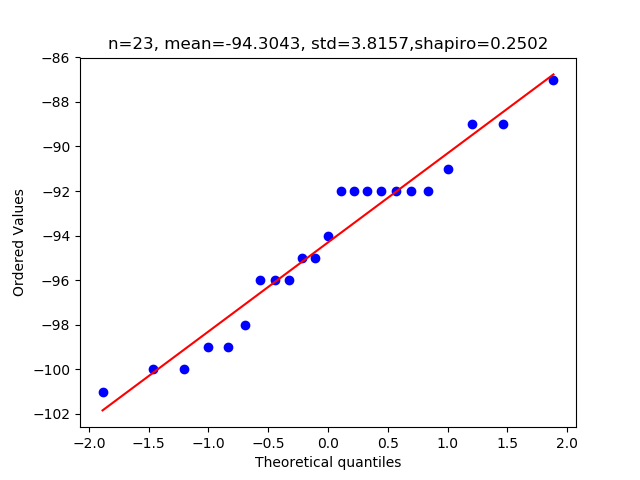 n=23, mean=-94.3043, std=3.8157,shapiro=0.2502
−86
−88
−90
−92
−94
−96
−98
−100
−102
Ordered Values
−2.0 −1.5 −1.0 −0.5 0.0 0.5 1.0 1.5 2.0
Theoretical quantiles